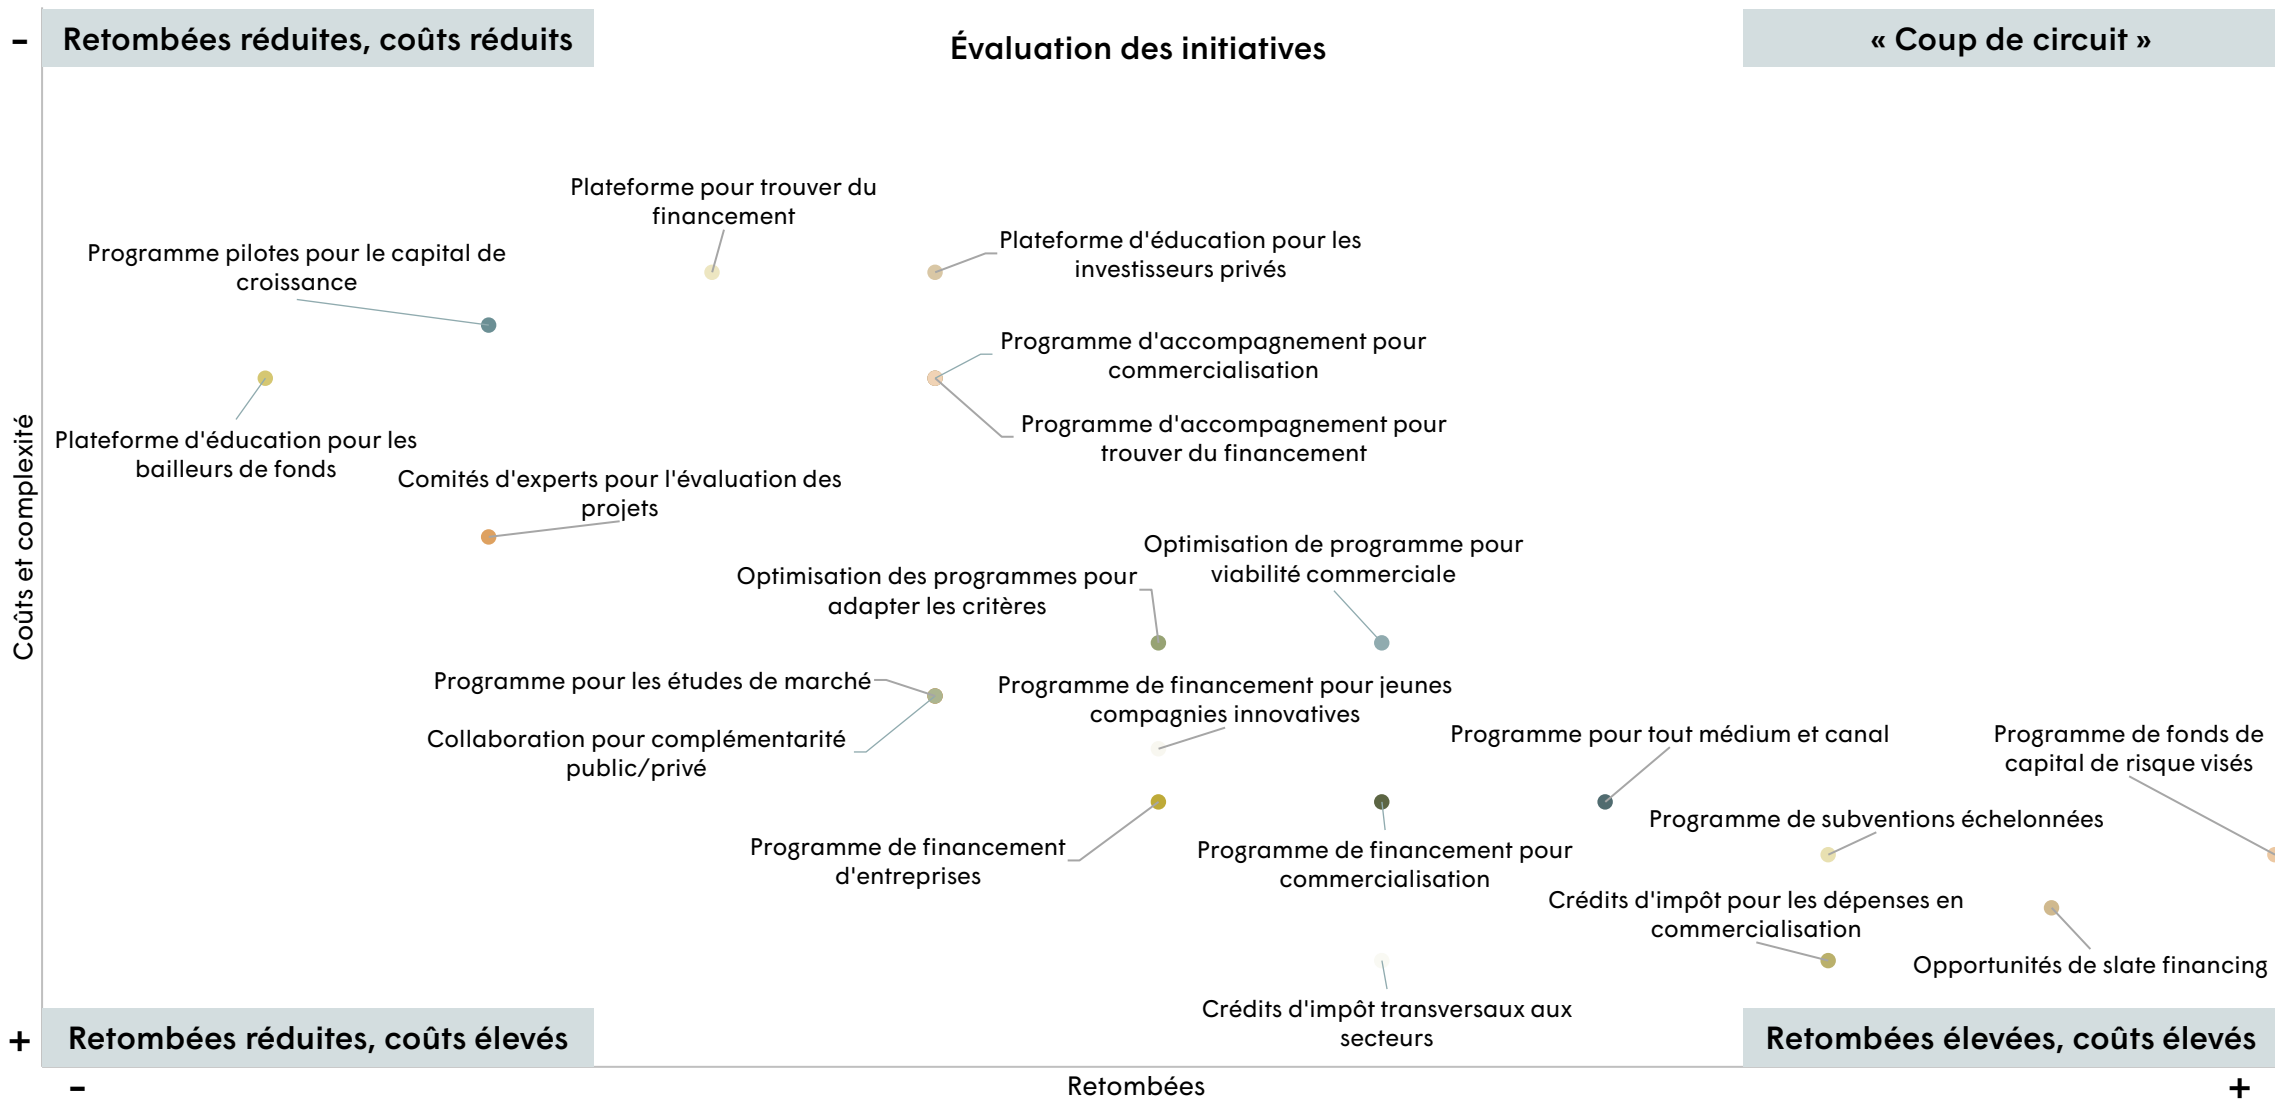 -
Retombées réduites, coûts réduits
Évaluation des initiatives
« Coup de circuit »
Plateforme pour trouver du
financement
Programme pilotes pour le capital de
croissance
Plateforme d'éducation pour les
investisseurs privés
Programme d'accompagnement pour
commercialisation
Programme d'accompagnement pour
trouver du financement
Plateforme d'éducation pour les
bailleurs de fonds
Comités d'experts pour l'évaluation des
projets
Coûts et complexité
Optimisation de programme pour
viabilité commerciale
Optimisation des programmes pour
adapter les critères
Programme pour les études de marché
Programme de financement pour jeunes
compagnies innovatives
Collaboration pour complémentarité
public/privé
Programme pour tout médium et canal
Programme de fonds de
capital de risque visés
Programme de subventions échelonnées
Programme de financement
d'entreprises
Programme de financement pour
commercialisation
Crédits d'impôt pour les dépenses en
commercialisation
Opportunités de slate financing
Crédits d'impôt transversaux aux
secteurs
+
Retombées réduites, coûts élevés
Retombées élevées, coûts élevés
-
Retombées
+